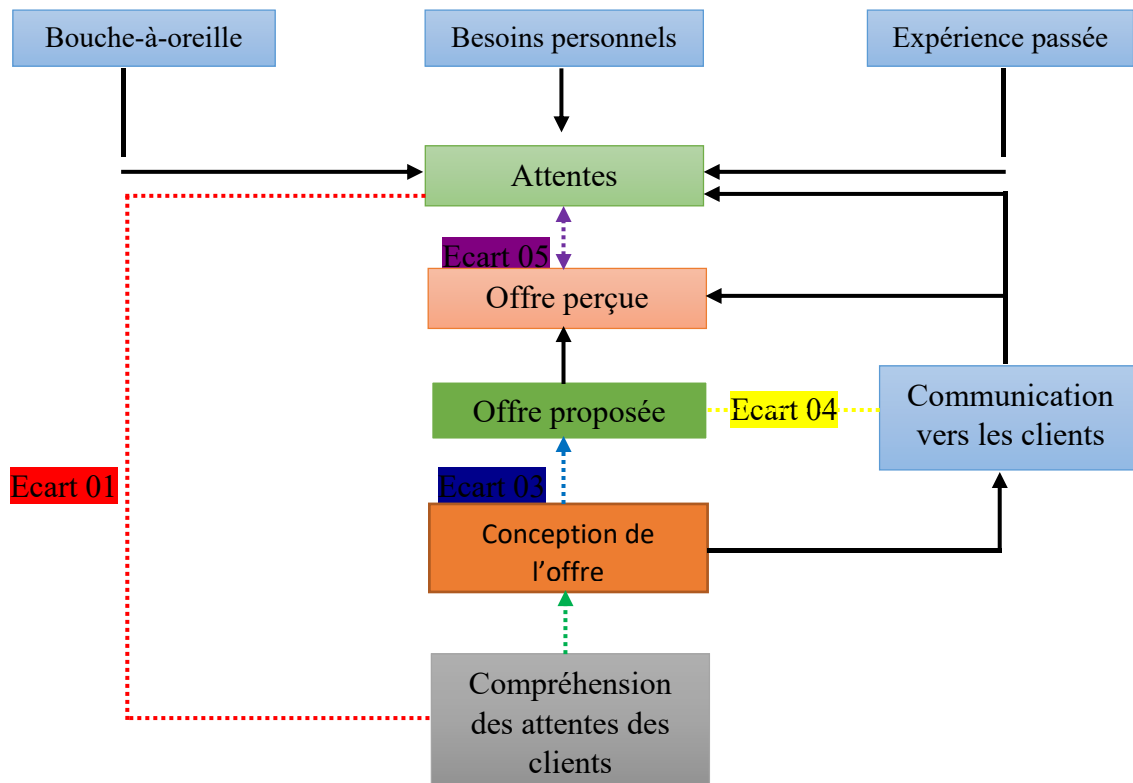 Bouche-à-oreille
Besoins personnels
Expérience passée
Attentes
Ecart 05
Offre perçue
Offre proposée
Ecart 04
Communication
vers les clients
Ecart 01
Ecart 03
Conception de
l’offre
Compréhension
des attentes des
clients